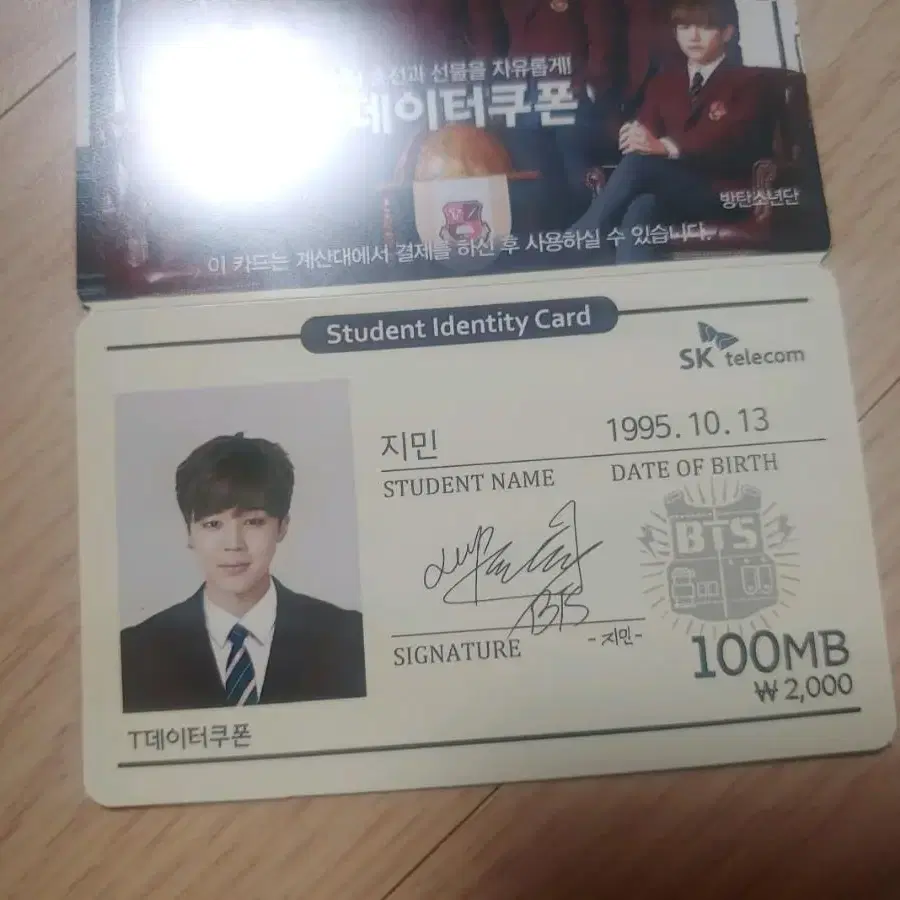 선과 선물을 자유롭게!
데이터쿠폰
방탄소년단
이 카드는 계산대에서 결제를 하신 후 사용하실 수 있습니다.
Student Identity Card
SK telecom
지민 1995.10.13
STUDENT NAME DATE OF BIRTH
BTS
BTS
SIGNATURE -지민-
100MB
₩2,000
T데이터쿠폰